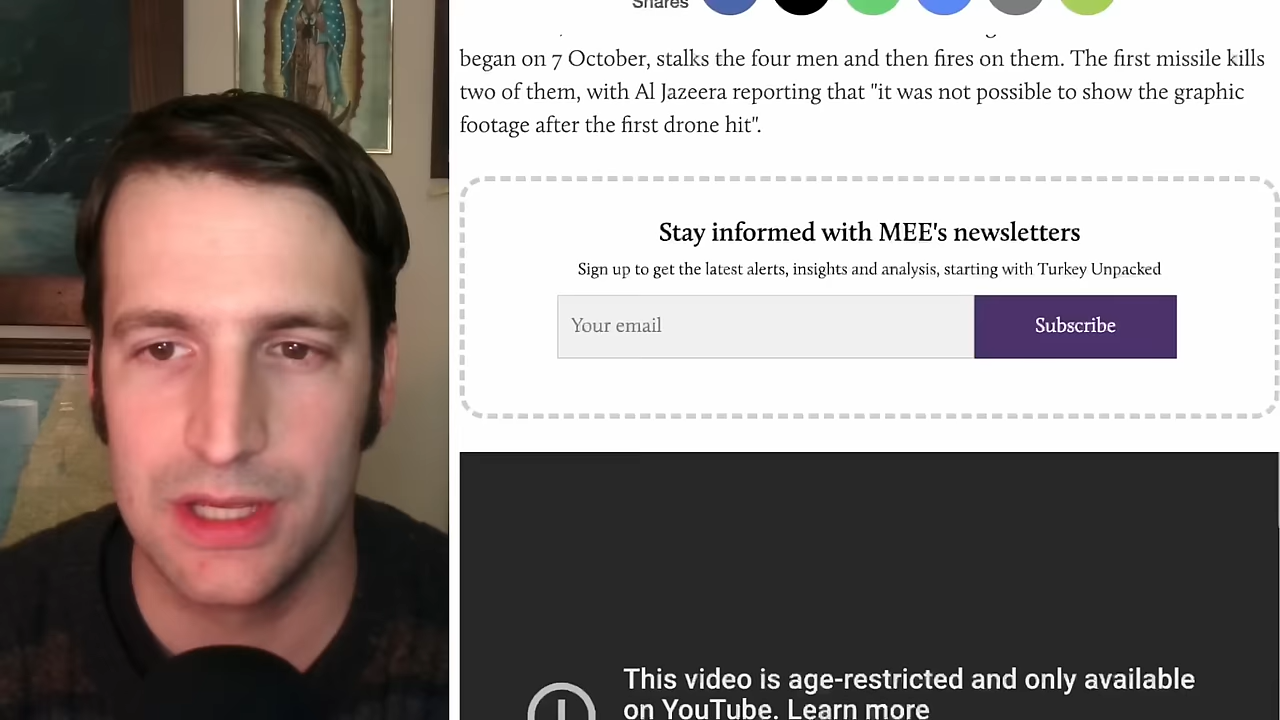 Shares
began on 7 October, stalks the four men and then fires on them. The first missile kills
two of them, with Al Jazeera reporting that "it was not possible to show the graphic
footage after the first drone hit".
Stay informed with MEE's newsletters
Sign up to get the latest alerts, insights and analysis, starting with Turkey Unpacked
Your email
Subscribe
This video is age-restricted and only available
on YouTube. Learn more